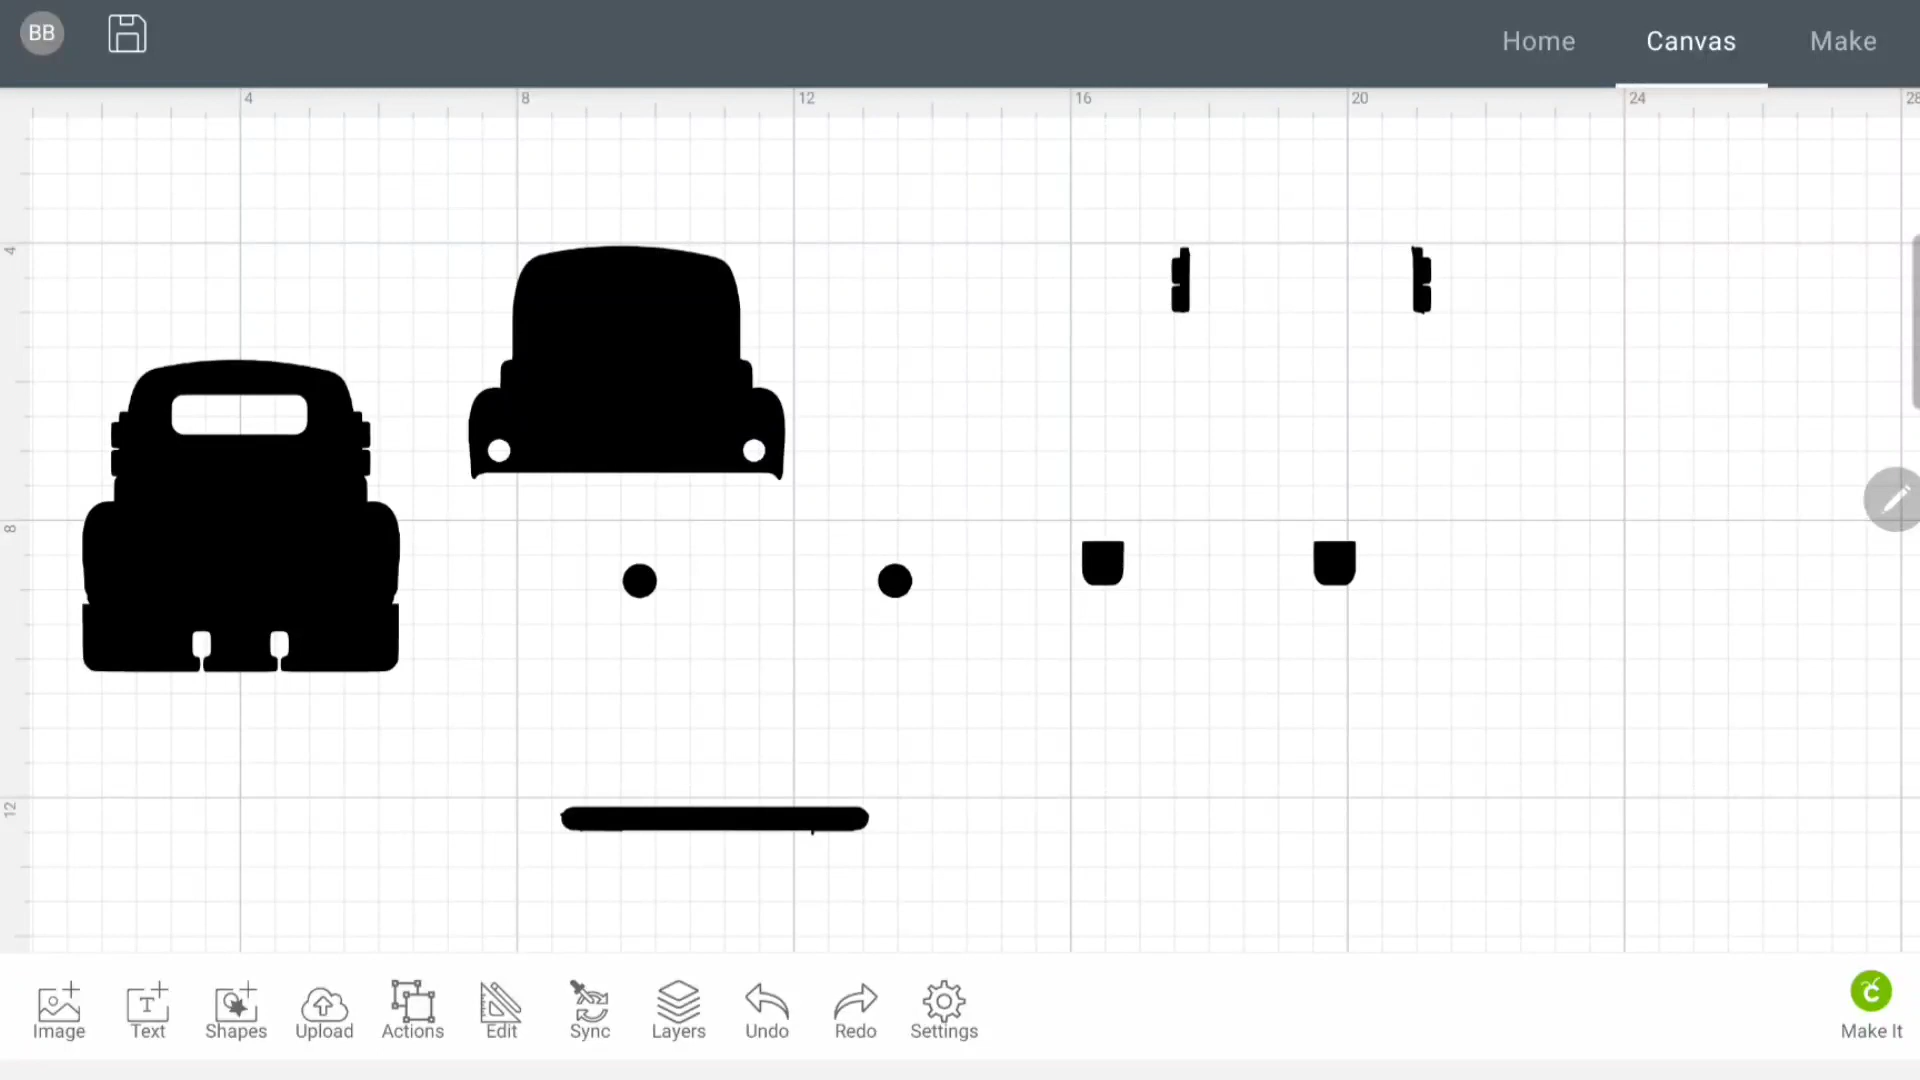 BB
Home Canvas Make
4 8 12 16 20 24 28
4
8
12
Image Text Shapes Upload Actions Edit Sync Layers Undo Redo Settings Make It